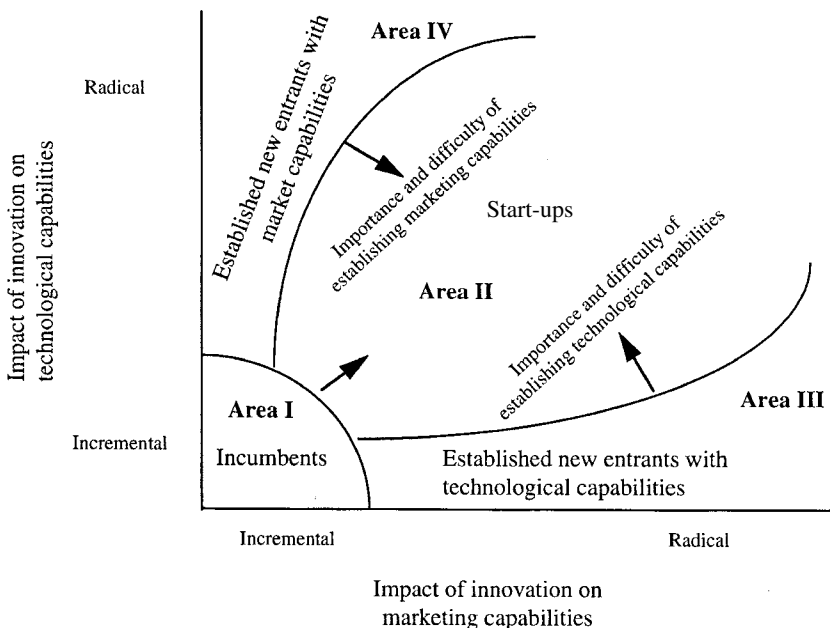 Area IV
Radical
Established new entrants with
market capabilities
Importance and difficulty of
establishing marketing capabilities
Impact of innovation on
technological capabilities
Start-ups
Area II
Importance and difficulty of
establishing technological capabilities
Area I
Area III
Incremental
Incumbents
Established new entrants with
technological capabilities
Incremental
Radical
Impact of innovation on
marketing capabilities